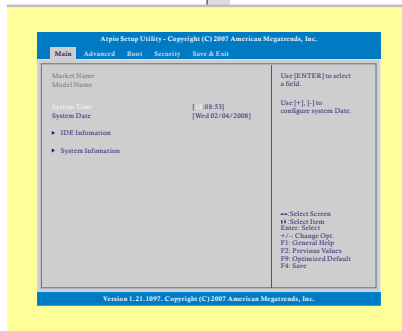 Atpio Setup Utility - Copyright (C) 2007 American Megatrends, Inc.
Main Advanced Boot Security Save & Exit
Market Name
Model Name
System Time [18:08:53]
System Date [Wed 02/04/2008]
▶ IDE Infomation
▶ System Infomation
Use [ENTER] to select
a field.
Use [+], [-] to
configure system Date.
↔:Select Screen
↕:Select Item
Enter: Select
+/-: Change Opt.
F1: General Help
F2: Previous Values
F9: Optimized Default
F4: Save
Version 1.21.1097. Copyright (C) 2007 American Megatrends, Inc.